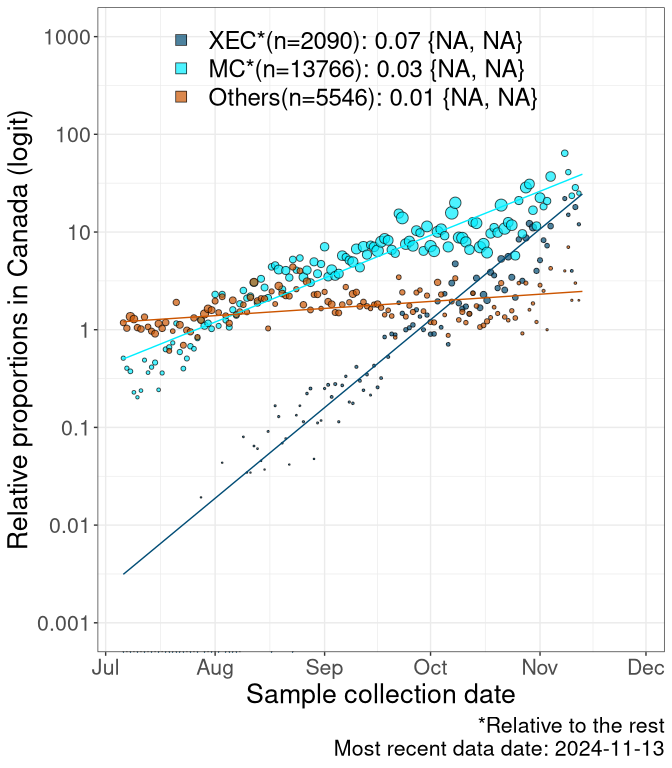 XEC*(n=2090): 0.07 {NA, NA}
MC*(n=13766): 0.03 {NA, NA}
Others(n=5546): 0.01 {NA, NA}
Relative proportions in Canada (logit)
1000
100
10
1
0.1
0.01
0.001
Jul Aug Sep Oct Nov Dec
Sample collection date
*Relative to the rest
Most recent data date: 2024-11-13